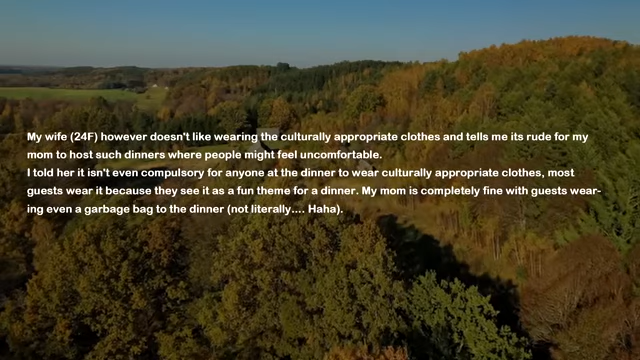 My wife (24F) however doesn't like wearing the culturally appropriate clothes and tells me its rude for my
mom to host such dinners where people might feel uncomfortable.
I told her it isn't even compulsory for anyone at the dinner to wear culturally appropriate clothes, most
guests wear it because they see it as a fun theme for a dinner. My mom is completely fine with guests wear-
ing even a garbage bag to the dinner (not literally.... Haha).